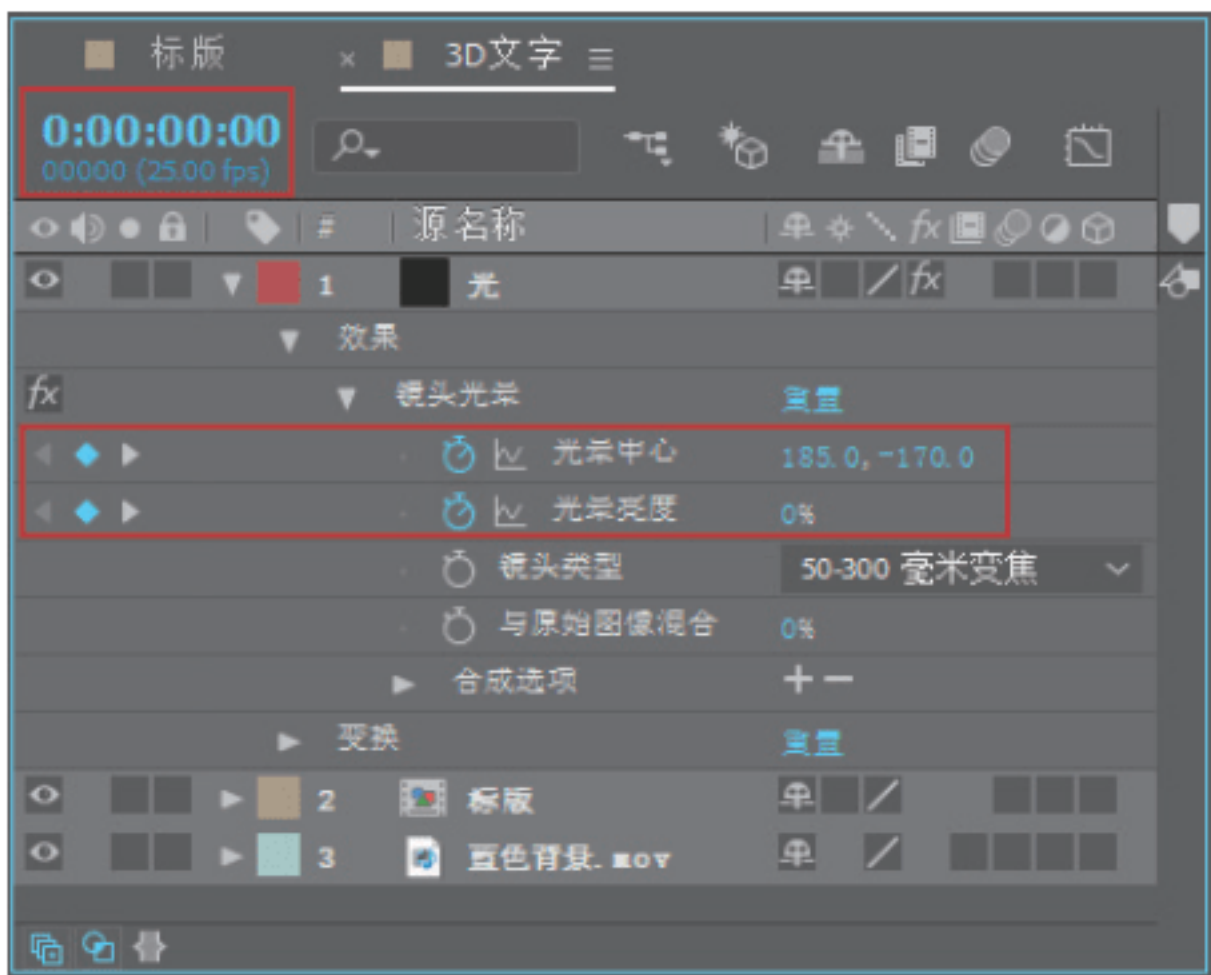 标版 × 3D文字
0:00:00:00
00000 (25.00 fps)
# 源名称 fx
1 光 fx
效果
fx 镜头光晕 重置
光晕中心 185.0,-170.0
光晕亮度 0%
镜头类型 50-300 毫米变焦
与原始图像混合 0%
合成选项 + −
变换 重置
2 标版
3 蓝色背景.mov